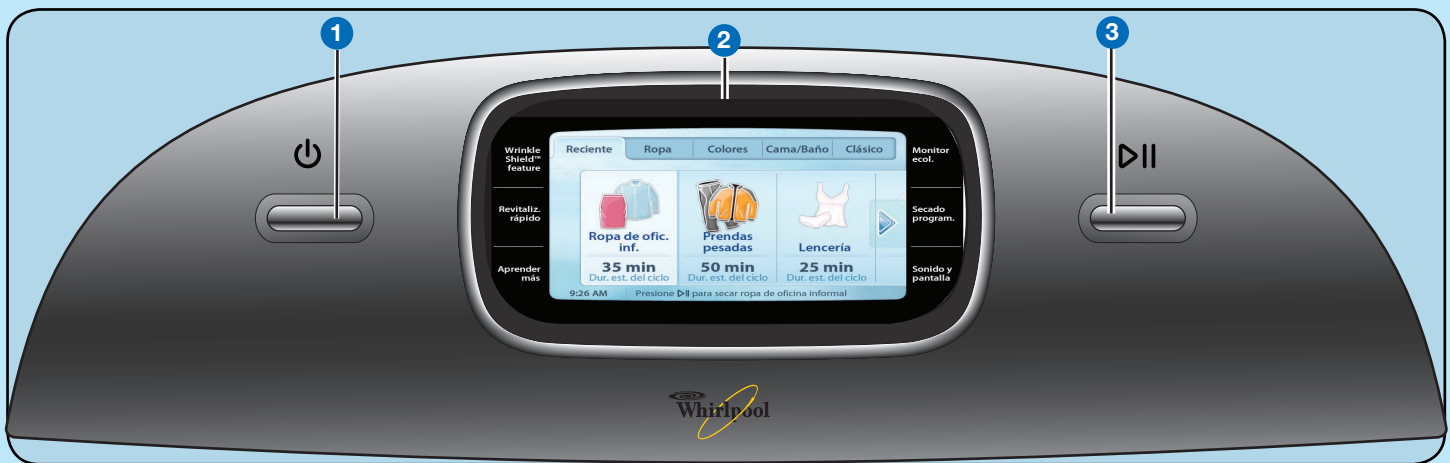 1
2
3
Wrinkle
Shield™
feature
Revitaliz.
rápido
Aprender
más
Reciente Ropa Colores Cama/Baño Clásico
Ropa de ofic.
inf.
35 min
Dur. est. del ciclo
Prendas
pesadas
50 min
Dur. est. del ciclo
Lencería
25 min
Dur. est. del ciclo
9:26 AM Presione ▷|| para secar ropa de oficina informal
Monitor
ecol.
Secado
program.
Sonido y
pantalla
Whirlpool